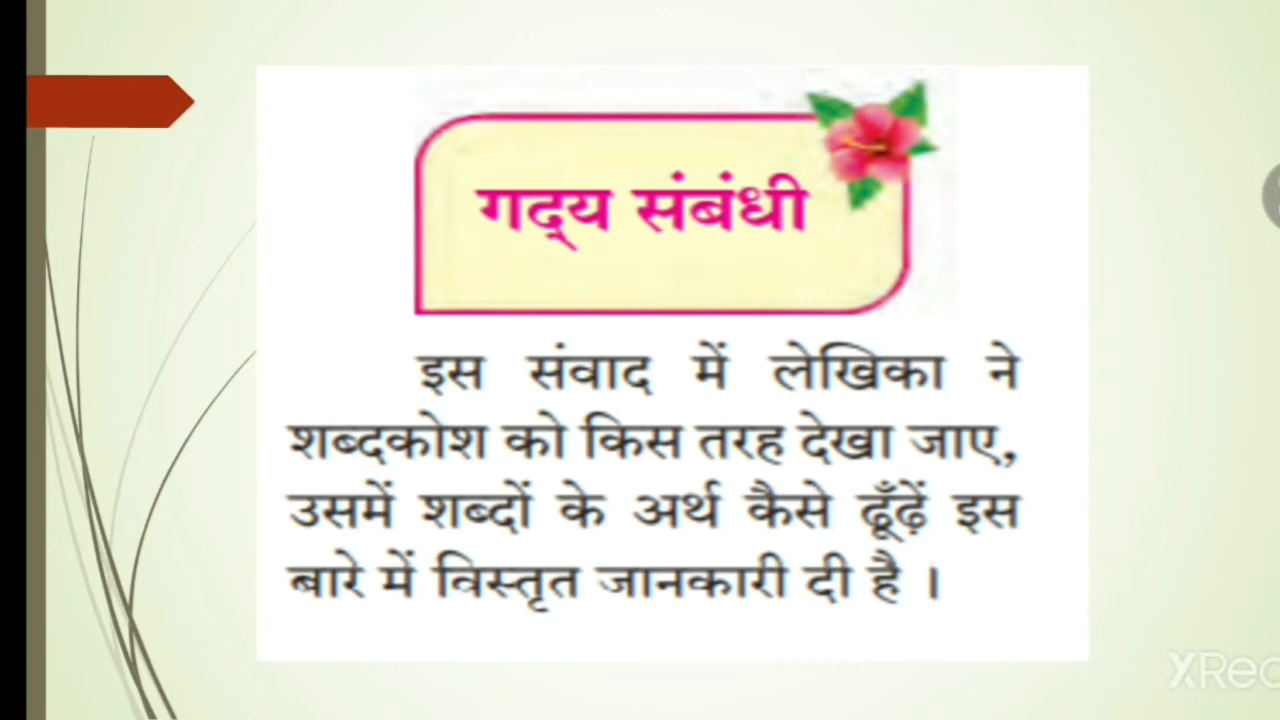 गद्‌य संबंधी
इस संवाद में लेखिका ने
शब्दकोश को किस तरह देखा जाए,
उसमें शब्दों के अर्थ कैसे ढूँढ़ें इस
बारे में विस्तृत जानकारी दी है ।
XRec